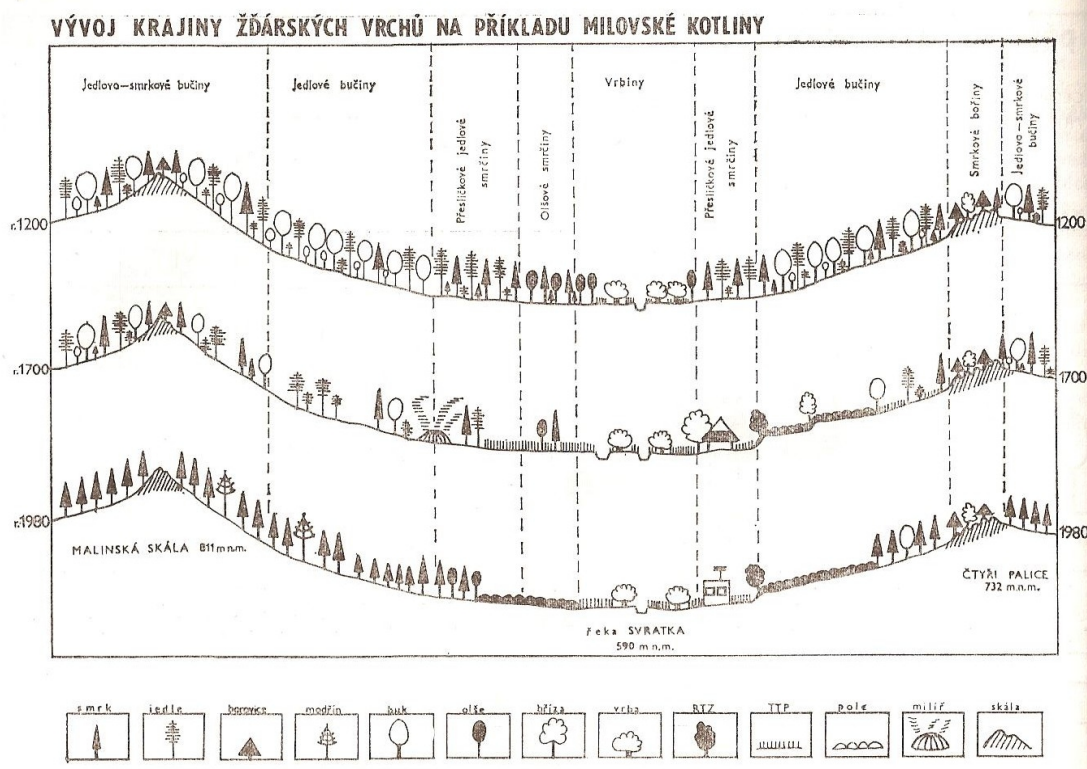 VÝVOJ KRAJINY ŽĎÁRSKÝCH VRCHŮ NA PŘÍKLADU MILOVSKÉ KOTLINY
Jedlovo-smrkové bučiny
Jedlové bučiny
Přesličkové jedlové
smrčiny
Olšové smrčiny
Vrbiny
Přesličkové jedlové
smrčiny
Jedlové bučiny
Smrkové bořiny
Jedlovo-smrkové
bučiny
r.1200
1200
r.1700
1700
r.1980
1980
MALINSKÁ SKÁLA 811 m n.m.
ČTYŘI PALICE
732 m.n.m.
řeka SVRATKA
590 m n.m.
smrk
jedle
borovice
modřín
buk
olše
bříza
vrba
RTZ
TTP
pole
milíř
skála